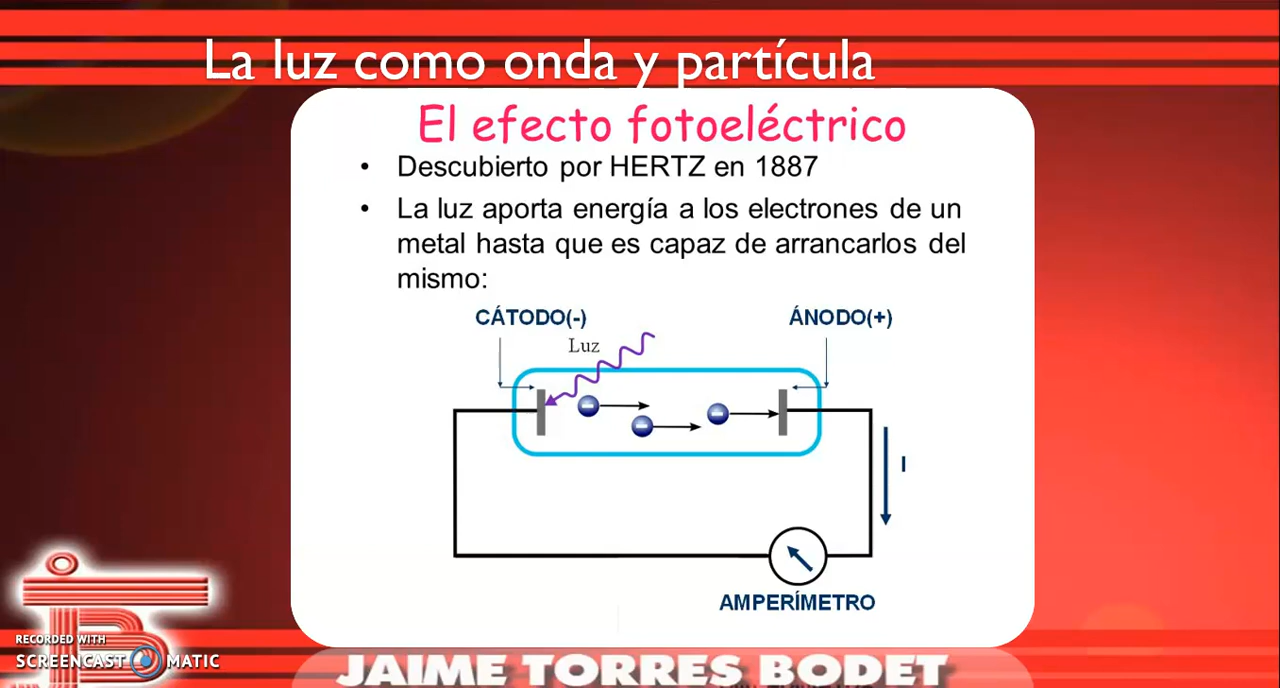 La luz como onda y partícula
El efecto fotoeléctrico
• Descubierto por HERTZ en 1887
• La luz aporta energía a los electrones de un
metal hasta que es capaz de arrancarlos del
mismo:
CÁTODO(-)
ÁNODO(+)
Luz
I
AMPERÍMETRO
RECORDED WITH
SCREENCAST MATIC
JAIME TORRES BODET